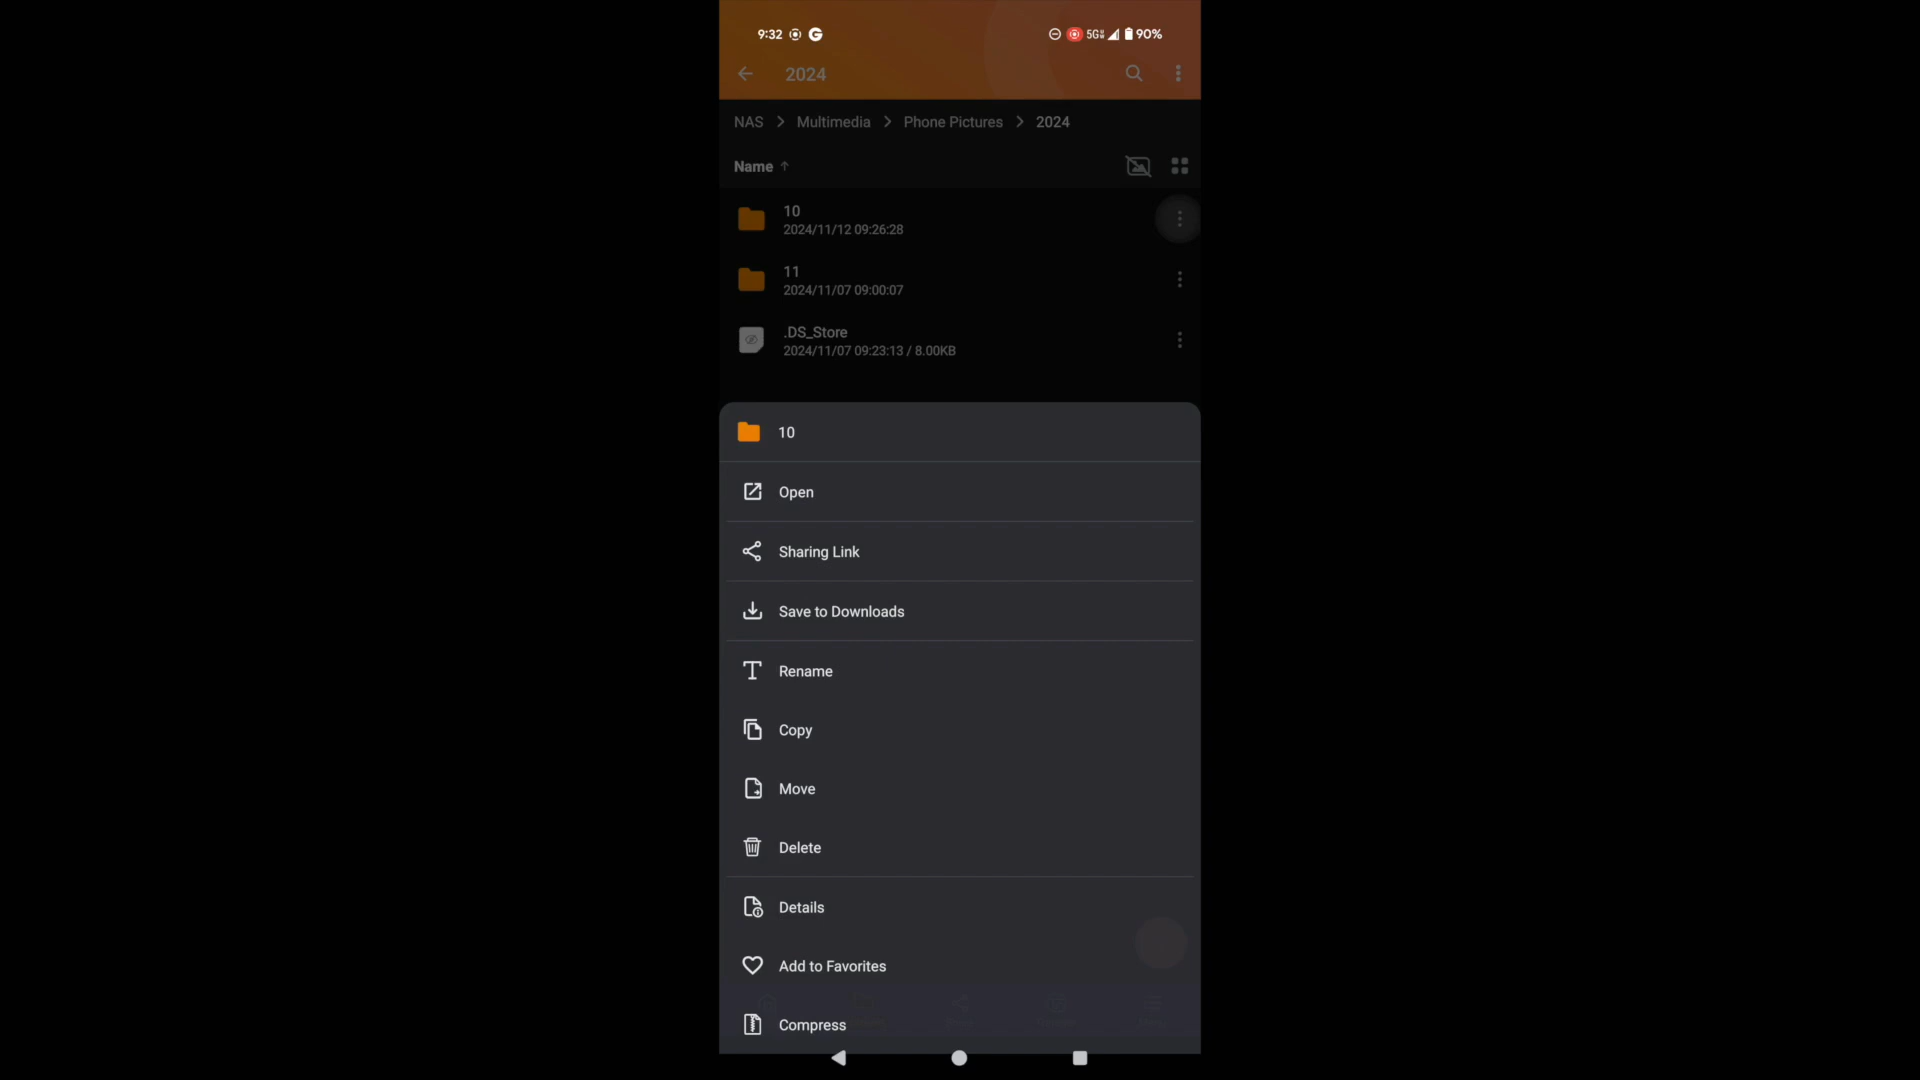 9:32 5G 90%
2024
NAS Multimedia Phone Pictures 2024
Name
10
2024/11/12 09:26:28
11
2024/11/07 09:00:07
.DS_Store
2024/11/07 09:23:13 / 8.00KB
10
Open
Sharing Link
Save to Downloads
Rename
Copy
Move
Delete
Details
Add to Favorites
Compress